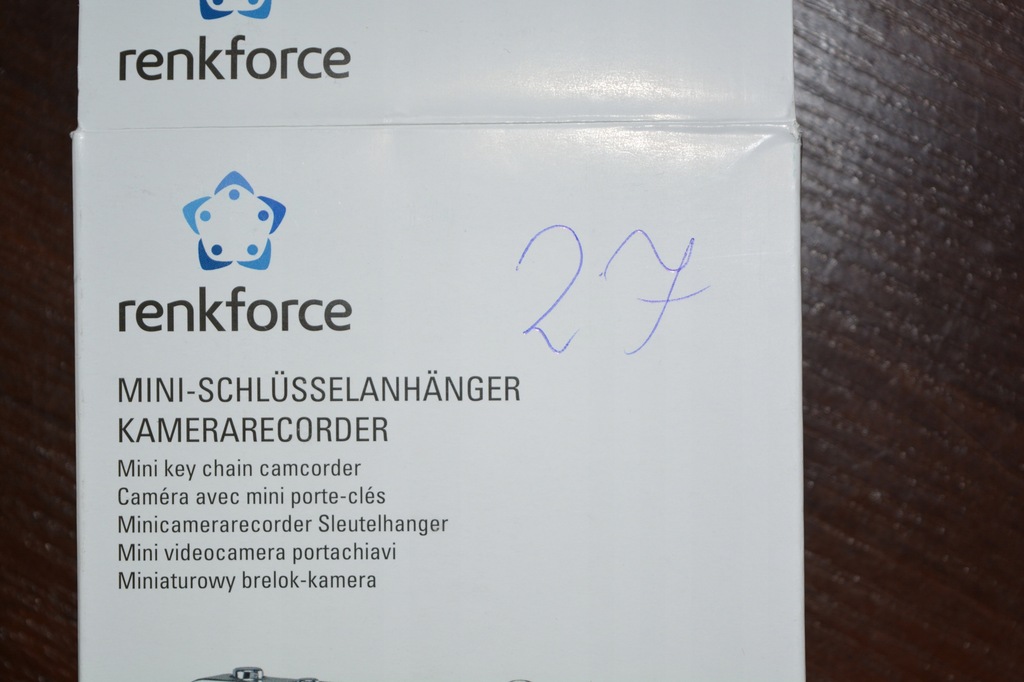 renkforce
renkforce
27
MINI-SCHLÜSSELANHÄNGER
KAMERARECORDER
Mini key chain camcorder
Caméra avec mini porte-clés
Minicamerarecorder Sleutelhanger
Mini videocamera portachiavi
Miniaturowy brelok-kamera